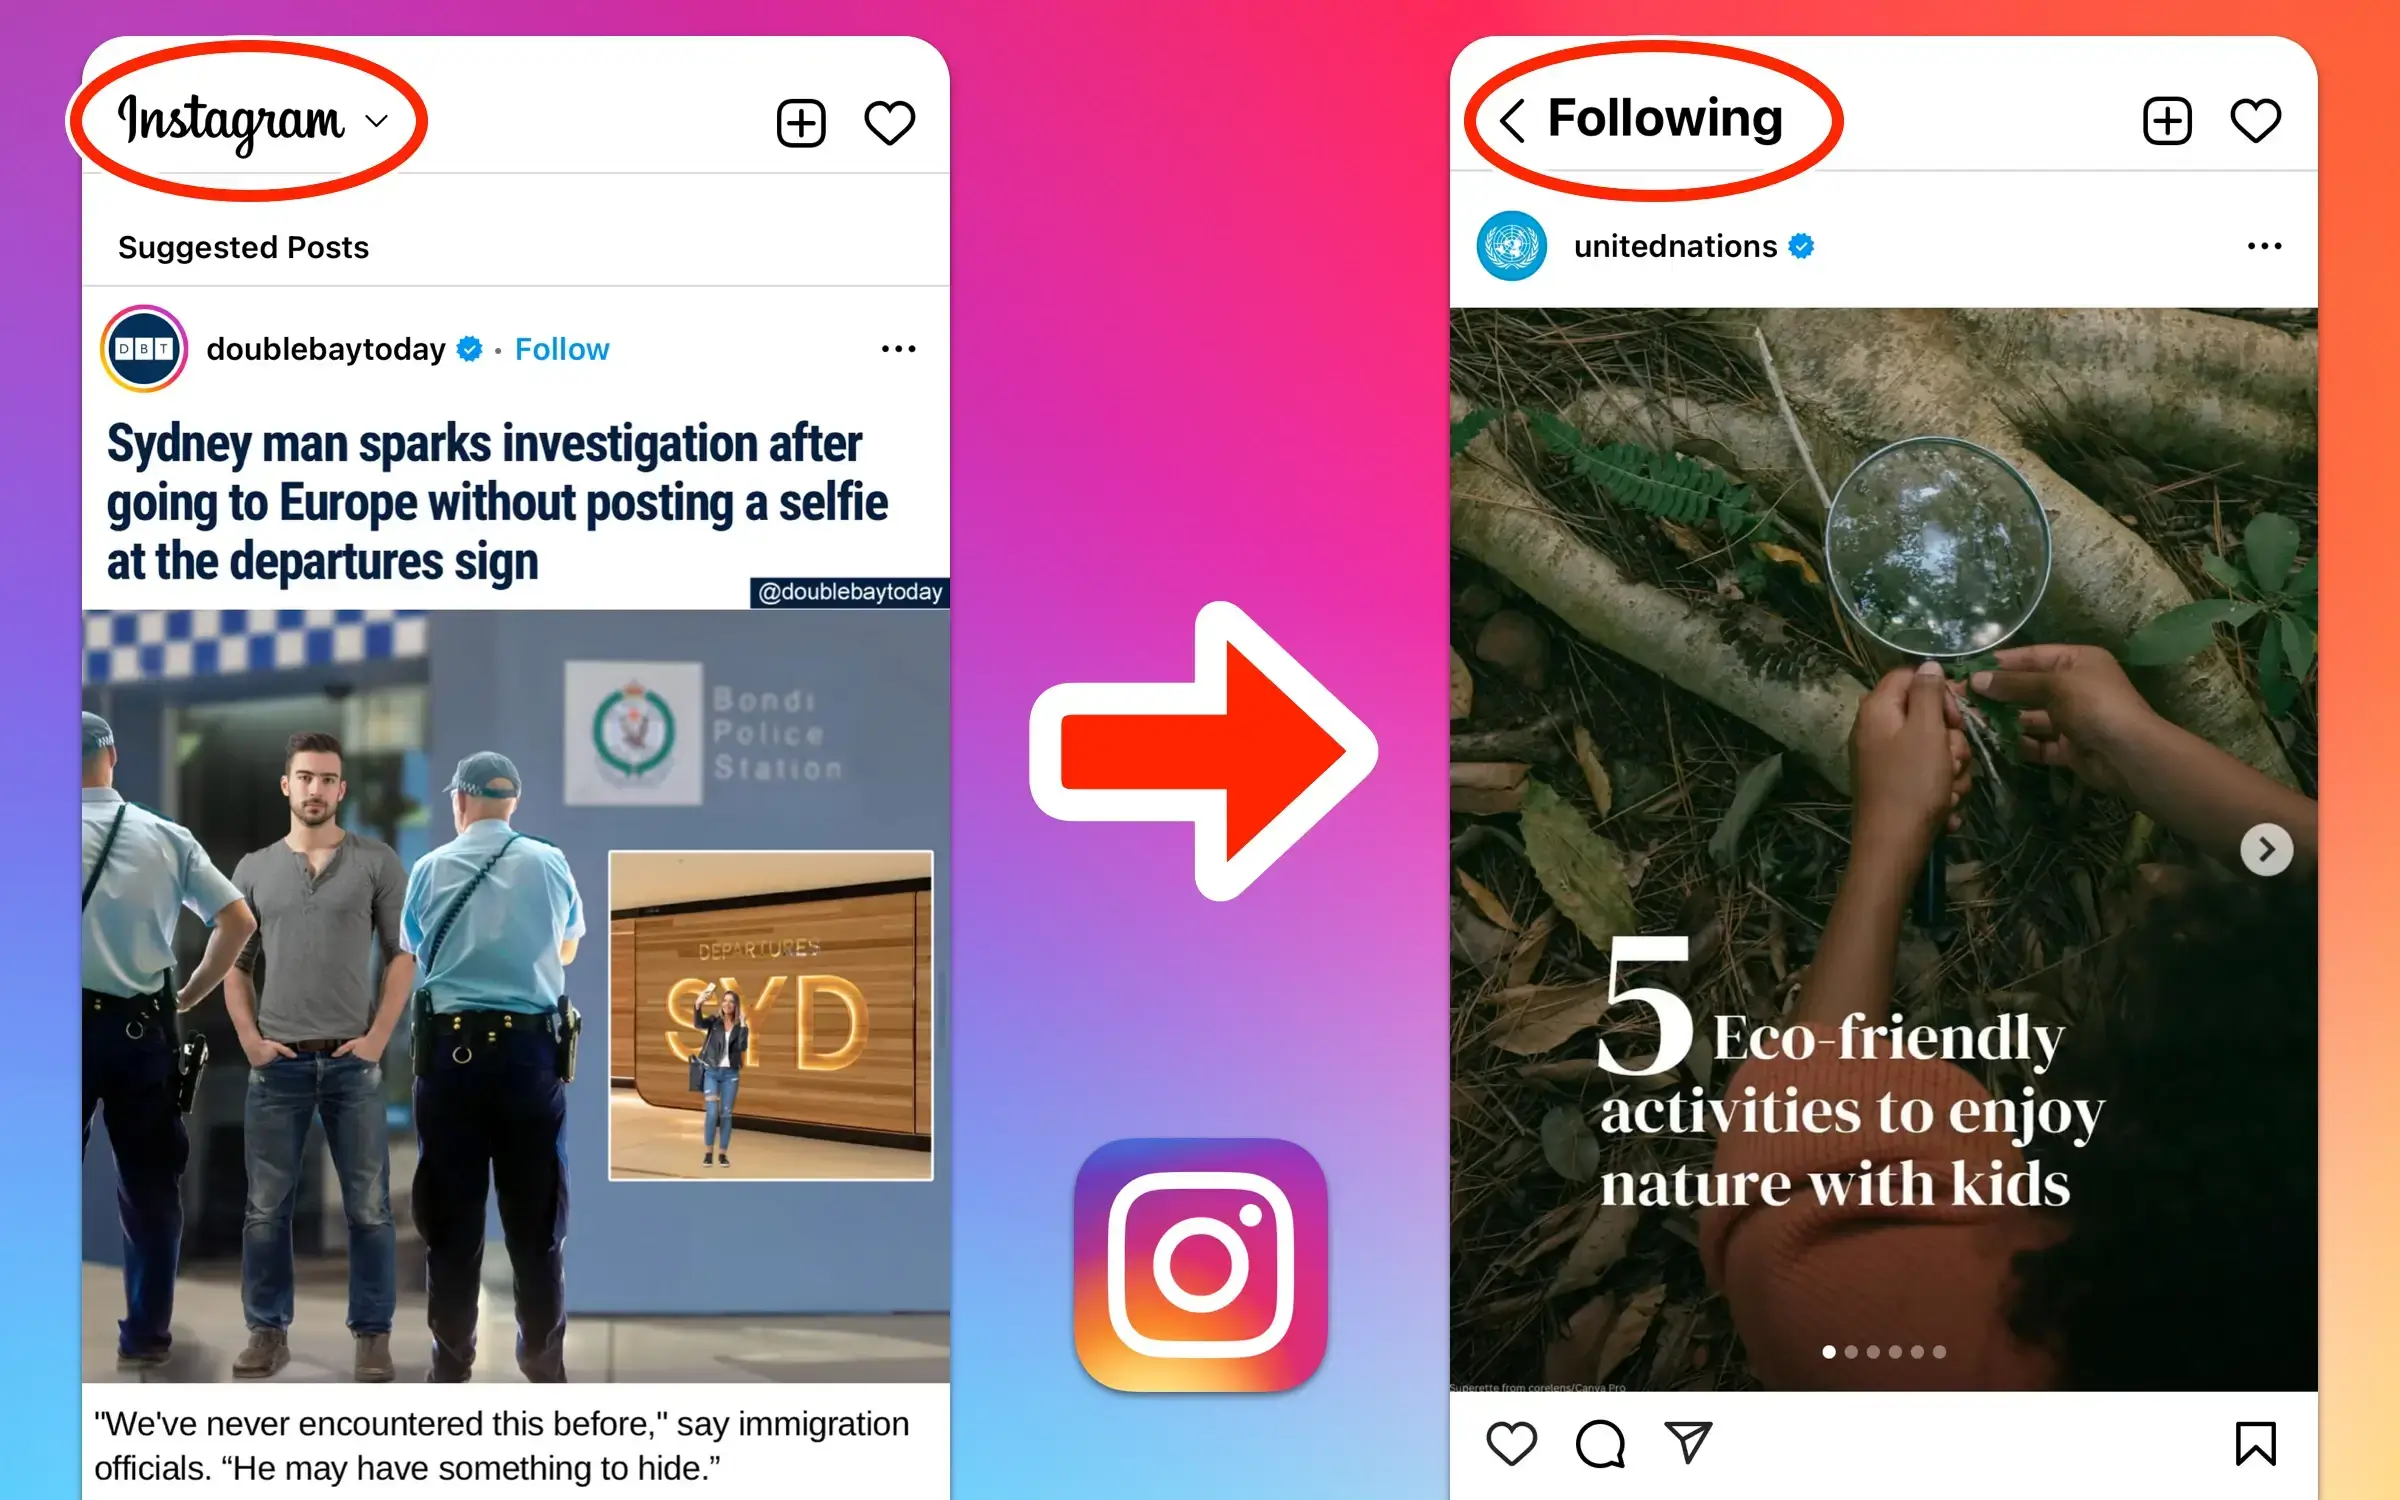 Instagram
Suggested Posts
DBT
doublebaytoday
Follow
Sydney man sparks investigation after
going to Europe without posting a selfie
at the departures sign
@doublebaytoday
Bondi
Police
Station
DEPARTURES
SYD
"We've never encountered this before," say immigration
officials. “He may have something to hide.”
Following
unitednations
5 Eco-friendly
activities to enjoy
nature with kids
Superette from corelens/Canva Pro